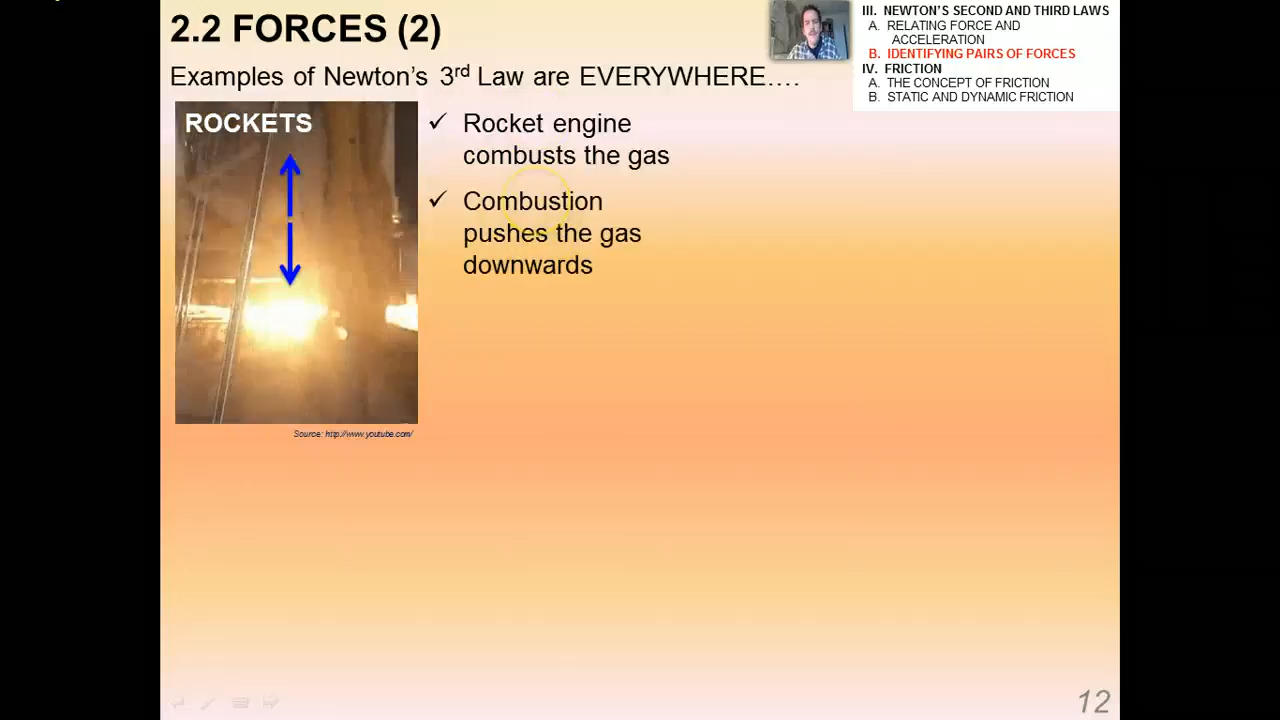 2.2 FORCES (2)
III. NEWTON'S SECOND AND THIRD LAWS
A. RELATING FORCE AND
ACCELERATION
B. IDENTIFYING PAIRS OF FORCES
IV. FRICTION
A. THE CONCEPT OF FRICTION
B. STATIC AND DYNAMIC FRICTION
Examples of Newton's 3rd Law are EVERYWHERE....
ROCKETS
✓ Rocket engine
combusts the gas
✓ Combustion
pushes the gas
downwards
Source: http://www.youtube.com/
12